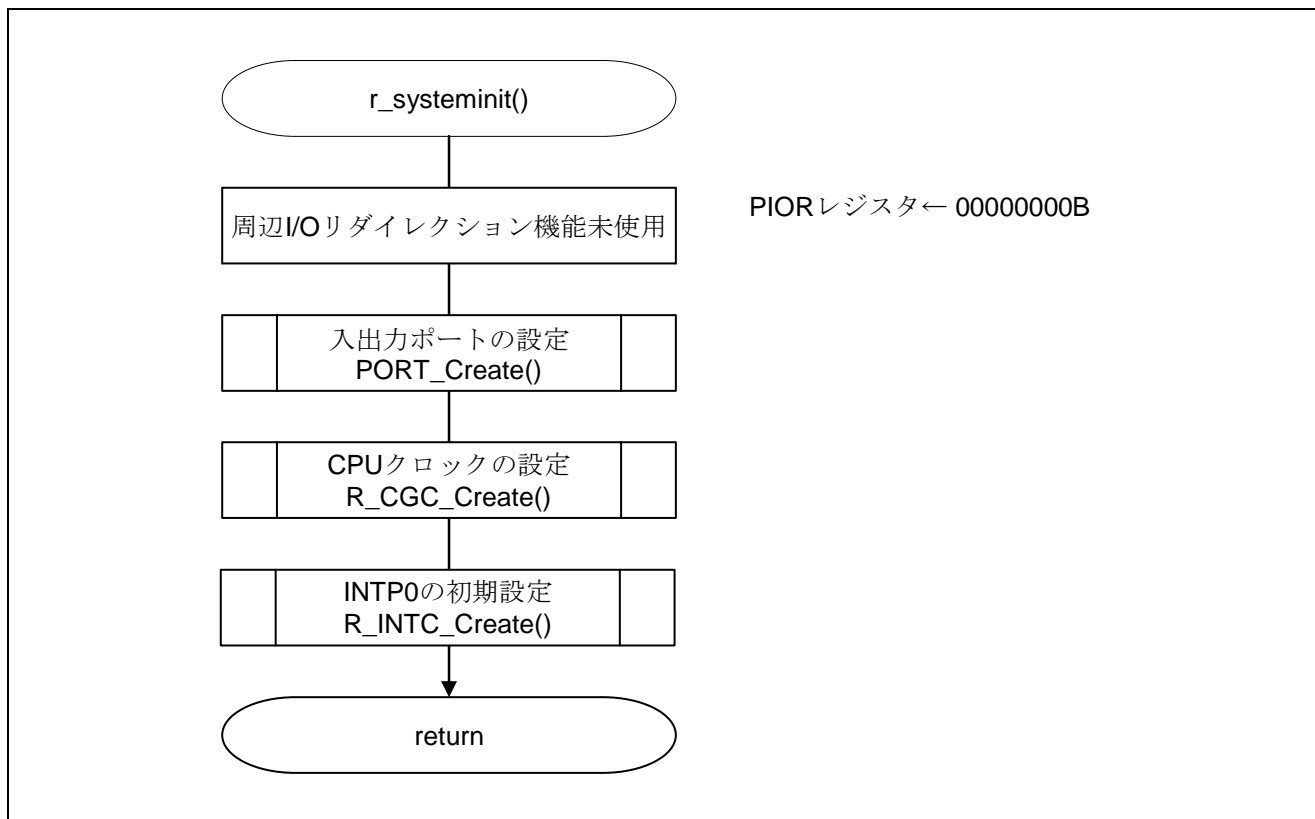 r_systeminit()
周辺I/Oリダイレクション機能未使用
PIORレジスタ← 00000000B
入出力ポートの設定
PORT_Create()
CPUクロックの設定
R_CGC_Create()
INTP0の初期設定
R_INTC_Create()
return